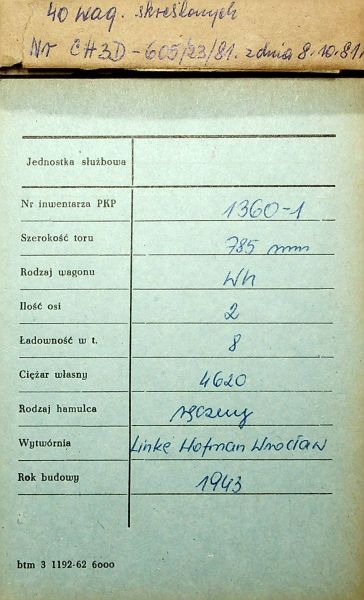 40 wag. skreślonych
Nr CH3D-605/23/81. z dnia 8.10.81r
Jednostka służbowa
Nr inwentarza PKP 1360-1
Szerokość toru 785 mm
Rodzaj wagonu Wh
Ilość osi 2
Ładowność w t. 8
Ciężar własny 4620
Rodzaj hamulca ręczny
Wytwórnia Linke Hofman Wrocław
Rok budowy 1943
btm 3 1192-62 6000